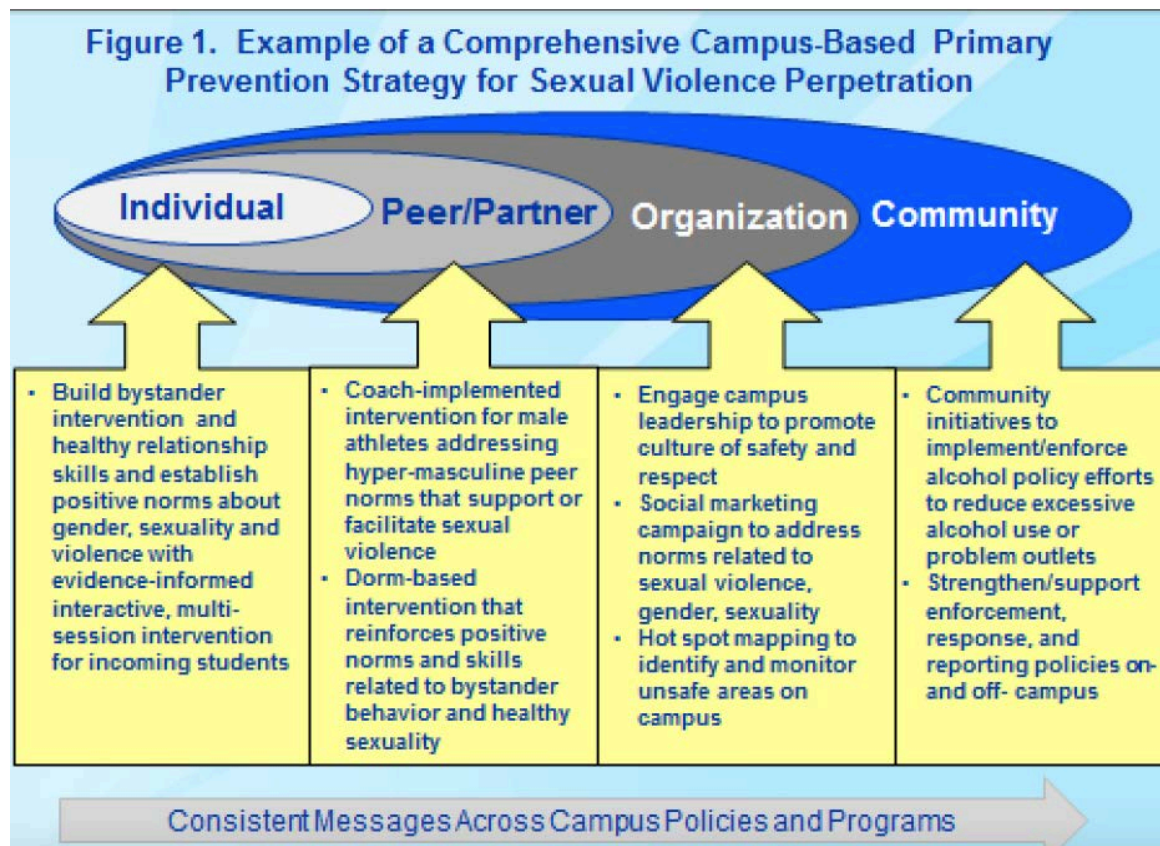 Figure 1. Example of a Comprehensive Campus-Based Primary
Prevention Strategy for Sexual Violence Perpetration
Individual
Peer/Partner
Organization
Community
• Build bystander
intervention and
healthy relationship
skills and establish
positive norms about
gender, sexuality and
violence with
evidence-informed
interactive, multi-
session intervention
for incoming students
• Coach-implemented
intervention for male
athletes addressing
hyper-masculine peer
norms that support or
facilitate sexual
violence
• Dorm-based
intervention that
reinforces positive
norms and skills
related to bystander
behavior and healthy
sexuality
• Engage campus
leadership to promote
culture of safety and
respect
• Social marketing
campaign to address
norms related to
sexual violence,
gender, sexuality
• Hot spot mapping to
identify and monitor
unsafe areas on
campus
• Community
initiatives to
implement/enforce
alcohol policy efforts
to reduce excessive
alcohol use or
problem outlets
• Strengthen/support
enforcement,
response, and
reporting policies on-
and off- campus
Consistent Messages Across Campus Policies and Programs